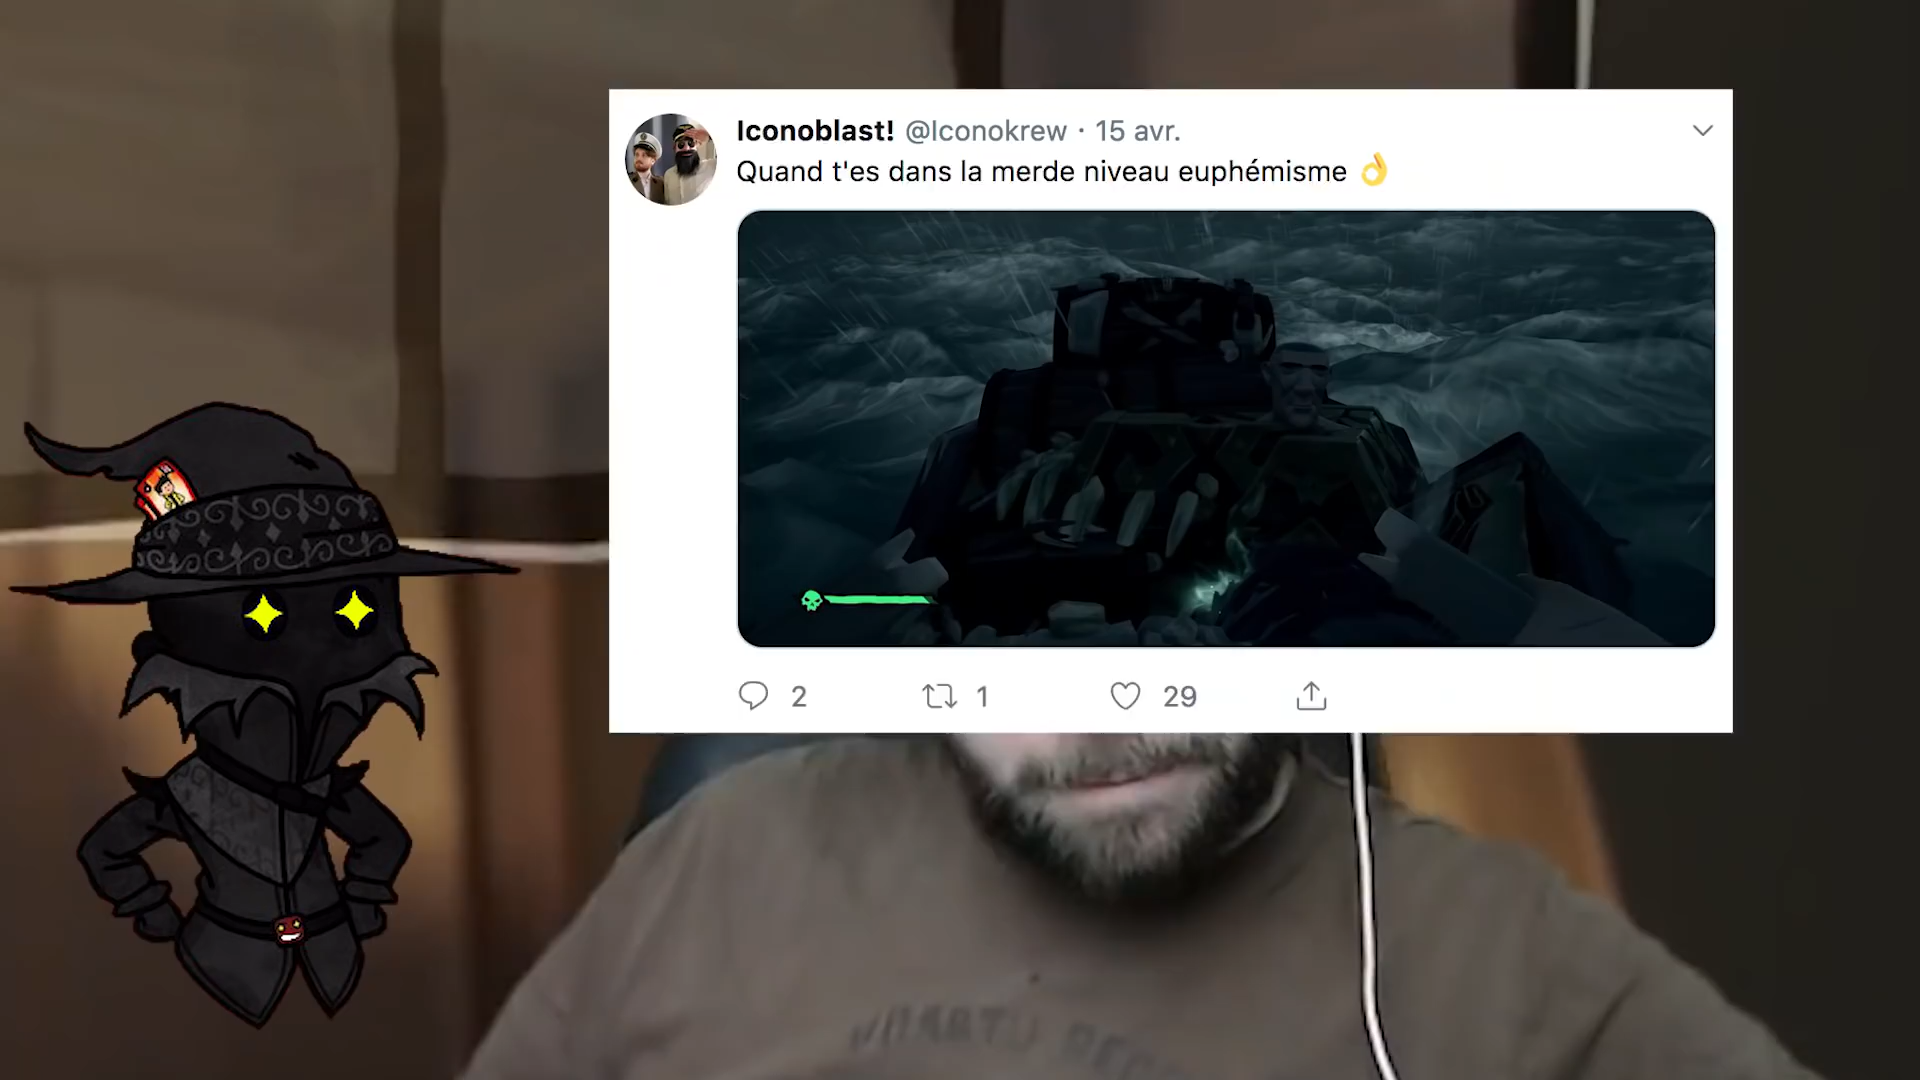 Iconoblast! @Iconokrew · 15 avr.
Quand t'es dans la merde niveau euphémisme 👌
2 1 29